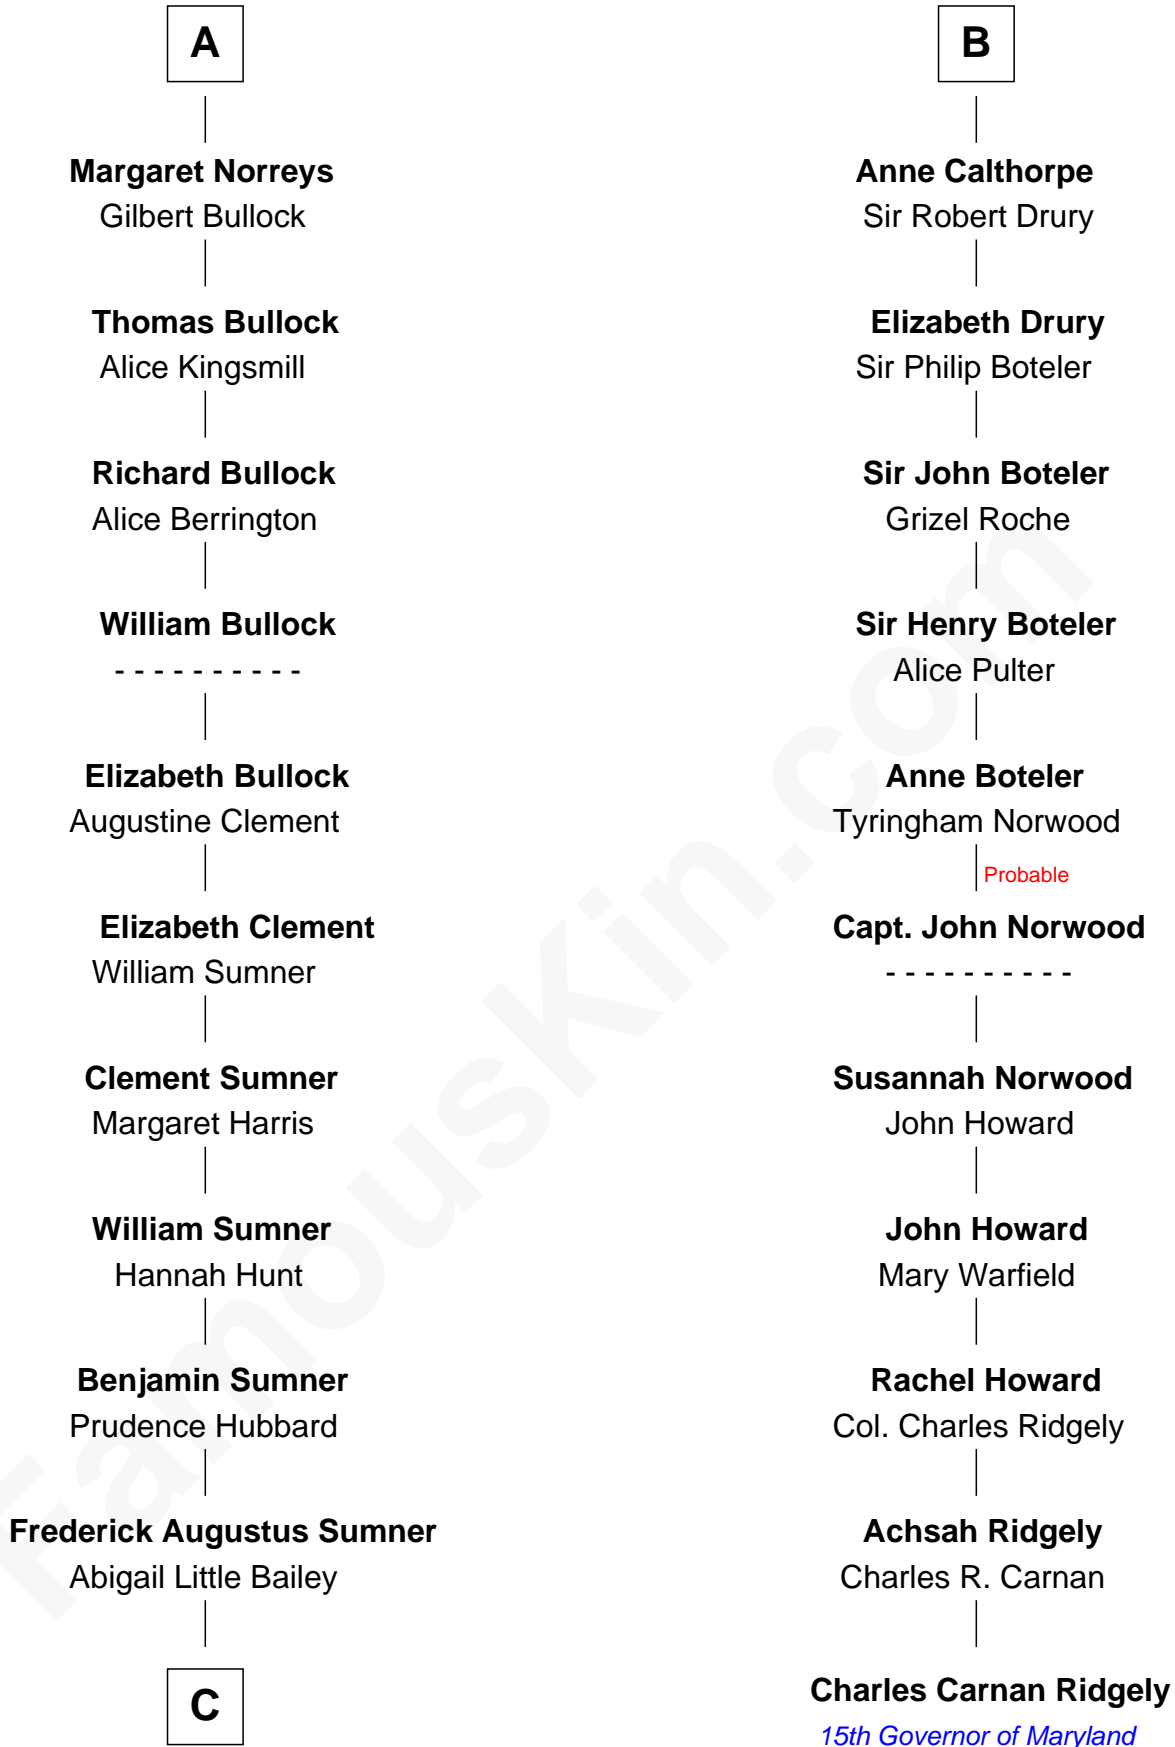 A
Margaret Norreys
Gilbert Bullock
Thomas Bullock
Alice Kingsmill
Richard Bullock
Alice Berrington
William Bullock
- - - - - - - - - -
Elizabeth Bullock
Augustine Clement
Elizabeth Clement
William Sumner
Clement Sumner
Margaret Harris
William Sumner
Hannah Hunt
Benjamin Sumner
Prudence Hubbard
Frederick Augustus Sumner
Abigail Little Bailey
C
B
Anne Calthorpe
Sir Robert Drury
Elizabeth Drury
Sir Philip Boteler
Sir John Boteler
Grizel Roche
Sir Henry Boteler
Alice Pulter
Anne Boteler
Tyringham Norwood
Probable
Capt. John Norwood
- - - - - - - - - -
Susannah Norwood
John Howard
John Howard
Mary Warfield
Rachel Howard
Col. Charles Ridgely
Achsah Ridgely
Charles R. Carnan
Charles Carnan Ridgely
15th Governor of Maryland
FamousKin.com